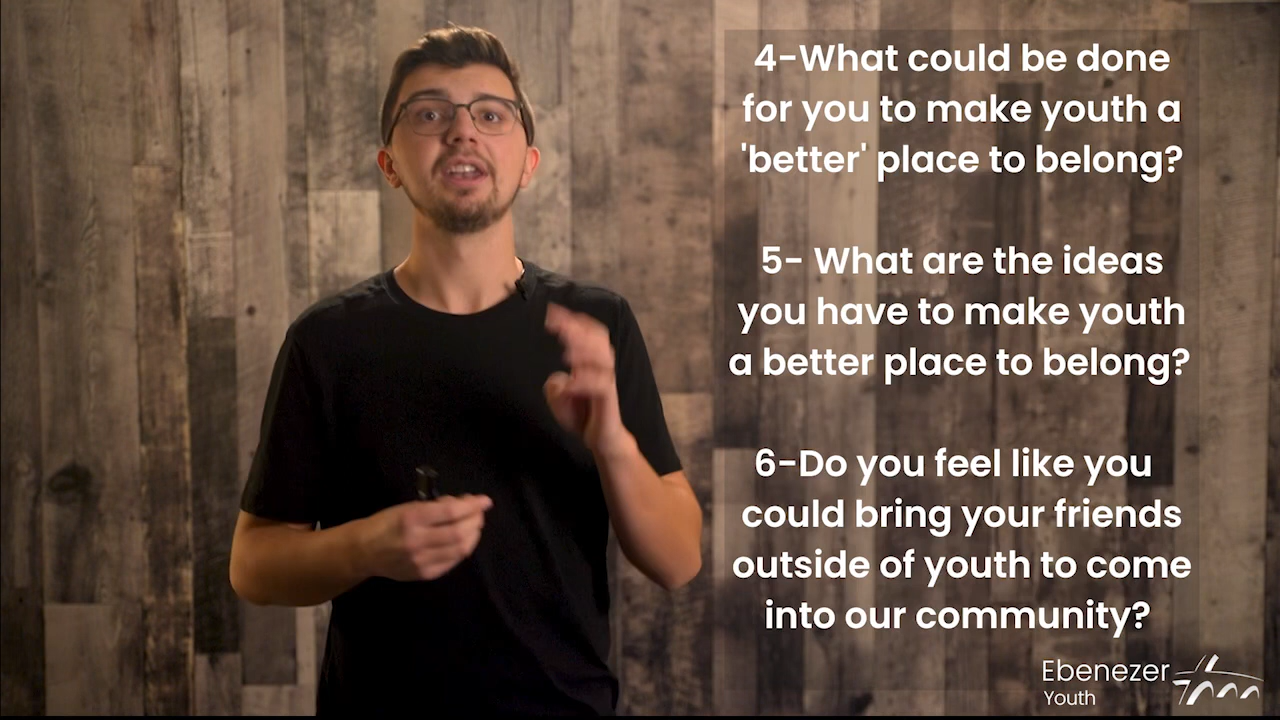 4-What could be done
for you to make youth a
'better' place to belong?
5- What are the ideas
you have to make youth
a better place to belong?
6-Do you feel like you
could bring your friends
outside of youth to come
into our community?
Ebenezer
Youth